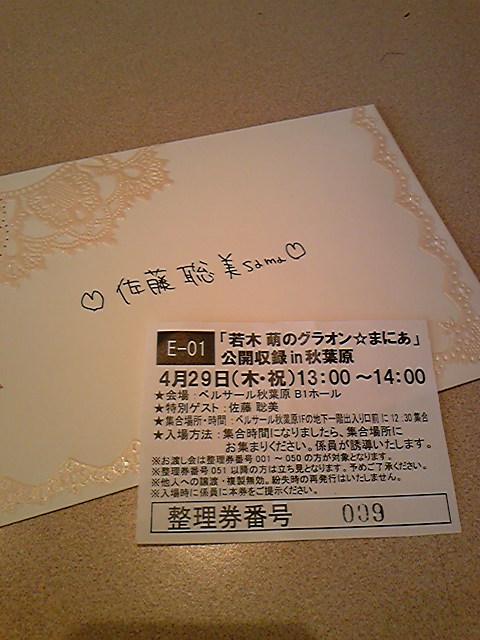 ♡ 佐藤 聡美sama♡
E-01
「若木 萌のグラオン☆まにあ」
公開収録 in 秋葉原
4月29日(木・祝)13:00～14:00
★会場：ベルサール秋葉原 B1ホール
★特別ゲスト：佐藤 聡美
★集合場所・時間：ベルサール秋葉原1Fの地下一階出入り口前 に 12:30 集合
★入場方法：集合時間になりましたら、集合場所に
お集まりください。係員が誘導いたします。
※お渡し会は整理券番号 001 ～ 050 の方が対象となります。
※整理券番号 051 以降の方は立ち見となります。予めご了承ください。
※他人への譲渡・複製無効。紛失時の再発行はいたしません。
※入場時に係員に本券をご提示ください。
整理券番号 009